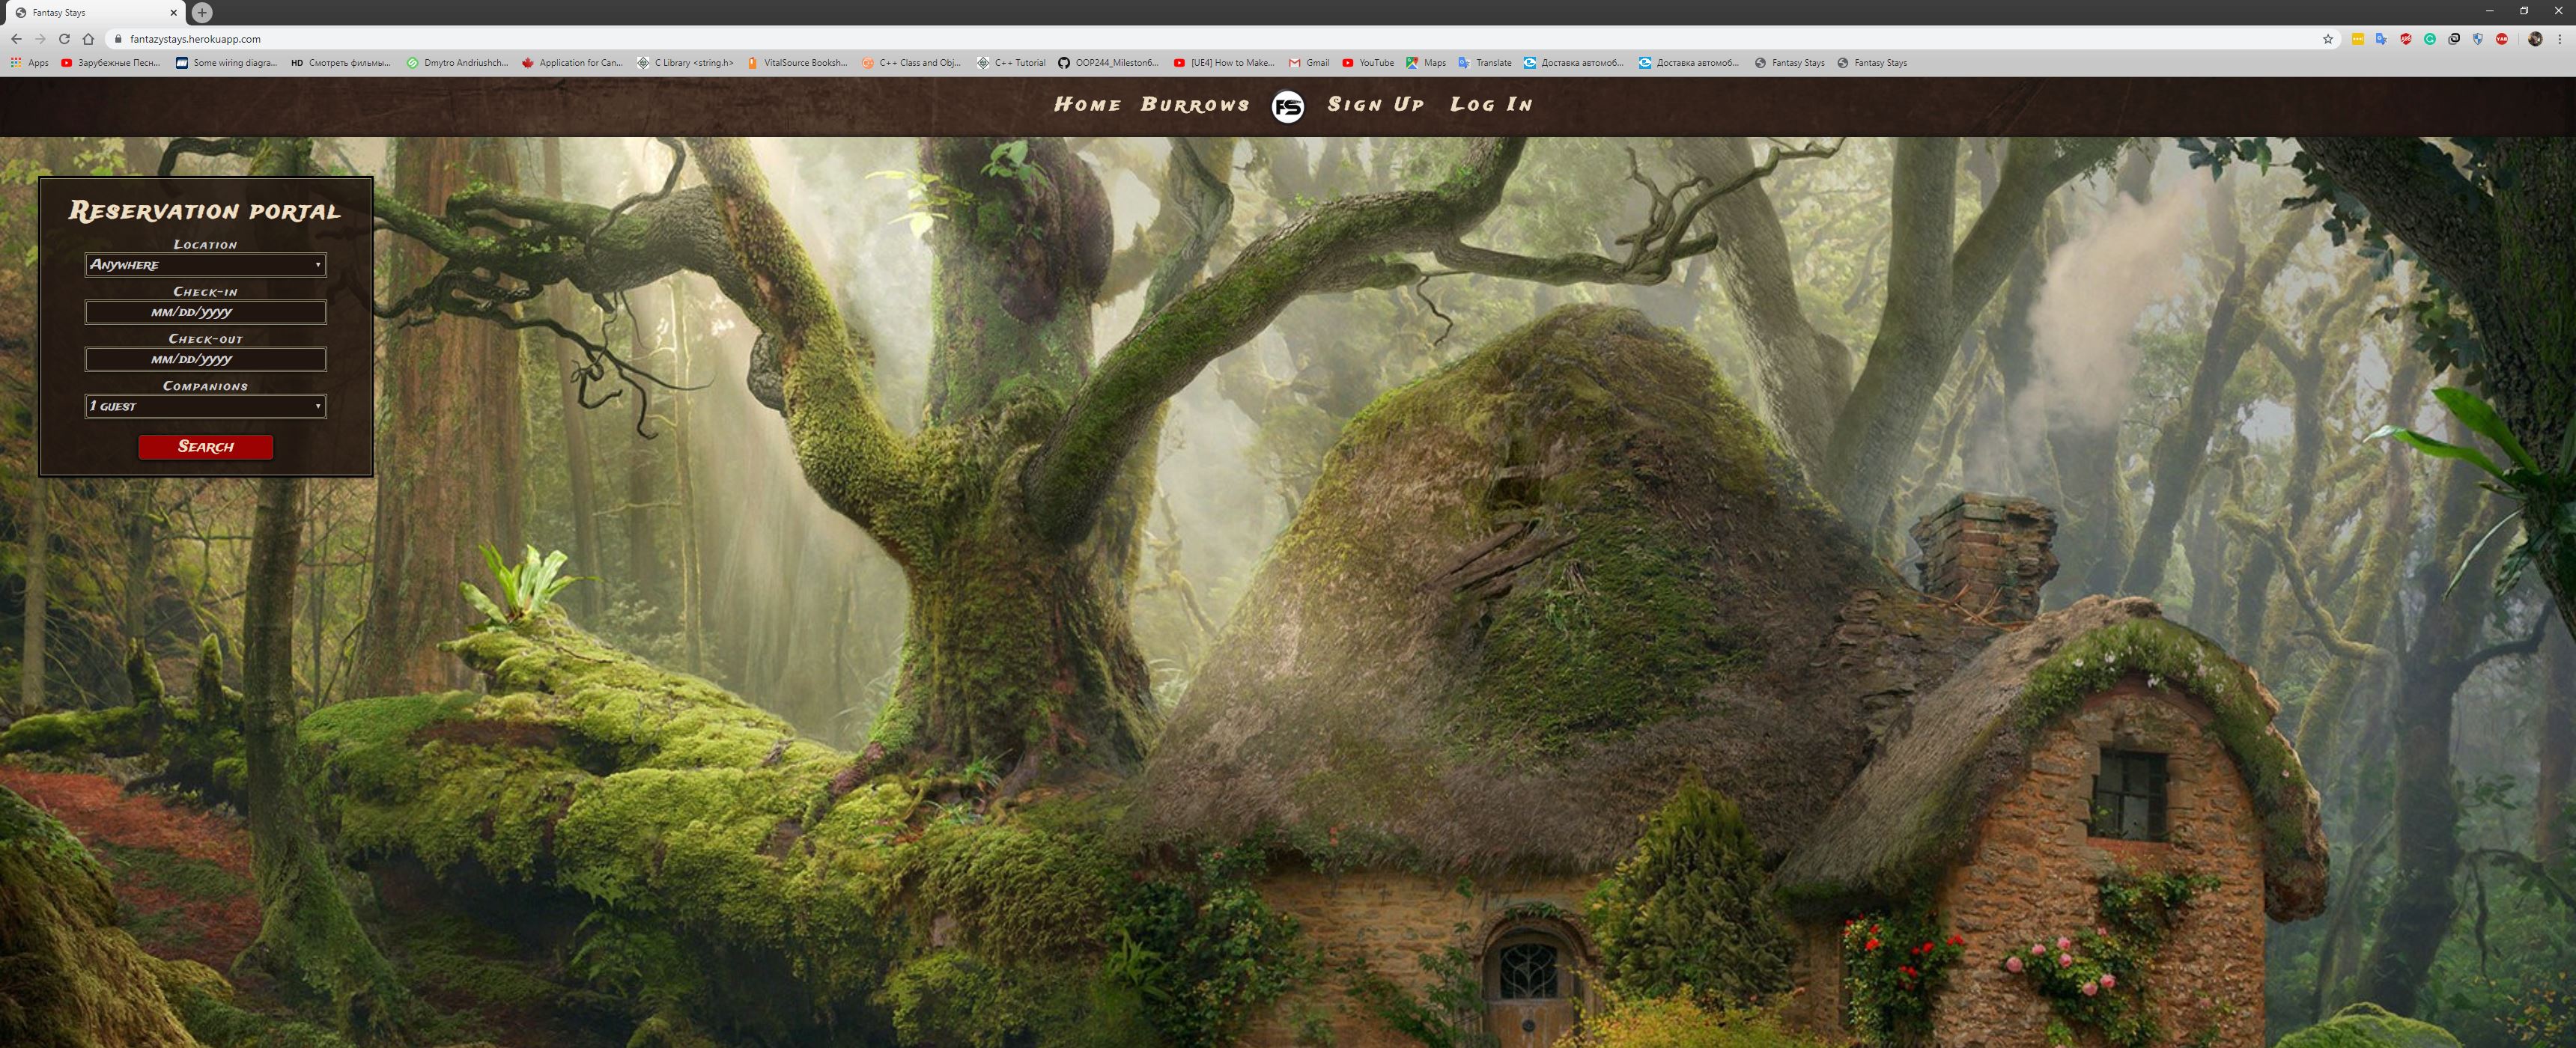 Fantasy Stays
fantazystays.herokuapp.com
Apps Зарубежные Песн... Some wiring diagra... HD Смотреть фильмы... Dmytro Andriushch... Application for Can... C Library <string.h> VitalSource Booksh... C++ Class and Obj... C++ Tutorial OOP244_Mileston6... [UE4] How to Make... Gmail YouTube Maps Translate Доставка автомоб... Доставка автомоб... Fantasy Stays Fantasy Stays
Home Burrows FS Sign Up Log In
Reservation portal
Location
Anywhere
Check-in
mm/dd/yyyy
Check-out
mm/dd/yyyy
Companions
1 guest
Search